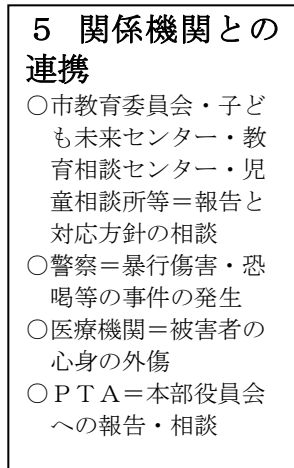 ５　関係機関との
連携
○市教育委員会・子ど
も未来センター・教
育相談センター・児
童相談所等＝報告と
対応方針の相談
○警察＝暴行傷害・恐
喝等の事件の発生
○医療機関＝被害者の
心身の外傷
○ＰＴＡ＝本部役員会
への報告・相談